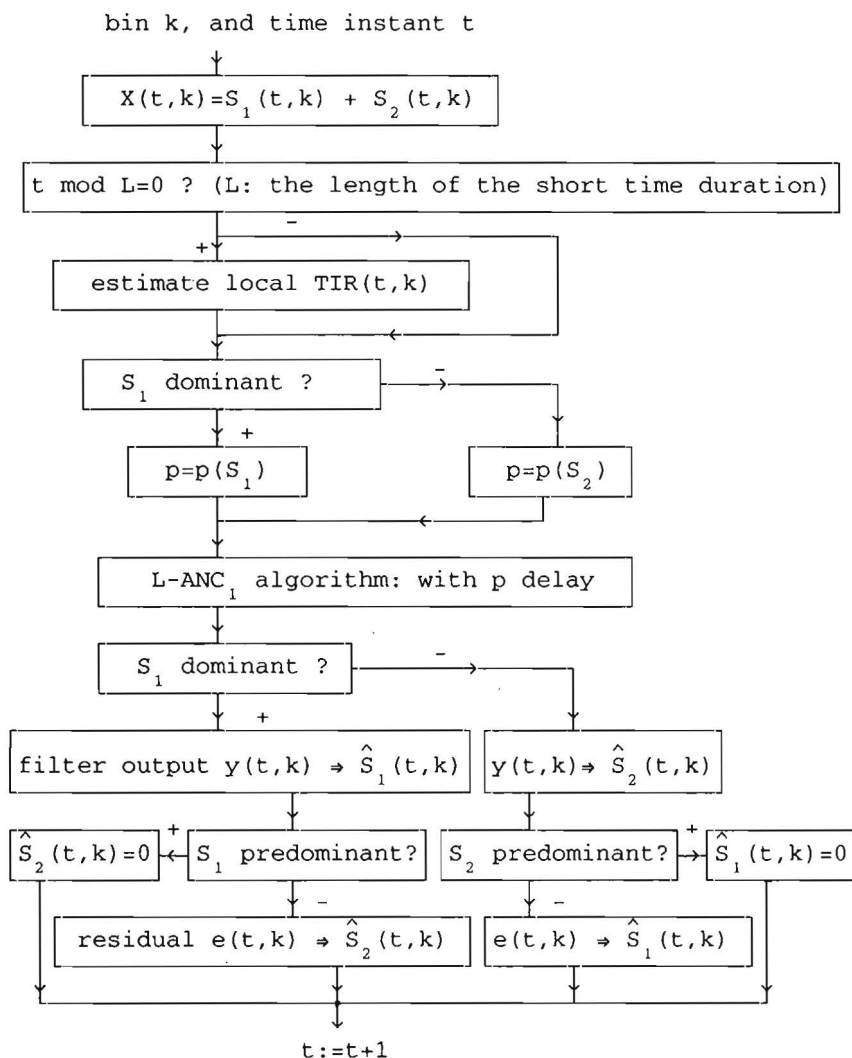 bin k, and time instant t
X(t,k)=S₁(t,k) + S₂(t,k)
t mod L=0 ? (L: the length of the short time duration)
−
+
estimate local TIR(t,k)
S₁ dominant ?
−
+
p=p(S₁)
p=p(S₂)
L-ANC₁ algorithm: with p delay
S₁ dominant ?
−
+
filter output y(t,k) ⇒ Ŝ₁(t,k)
y(t,k)⇒ Ŝ₂(t,k)
Ŝ₂(t,k)=0
+
S₁ predominant?
S₂ predominant?
+
Ŝ₁(t,k)=0
−
−
residual e(t,k) ⇒ Ŝ₂(t,k)
e(t,k) ⇒ Ŝ₁(t,k)
t:=t+1